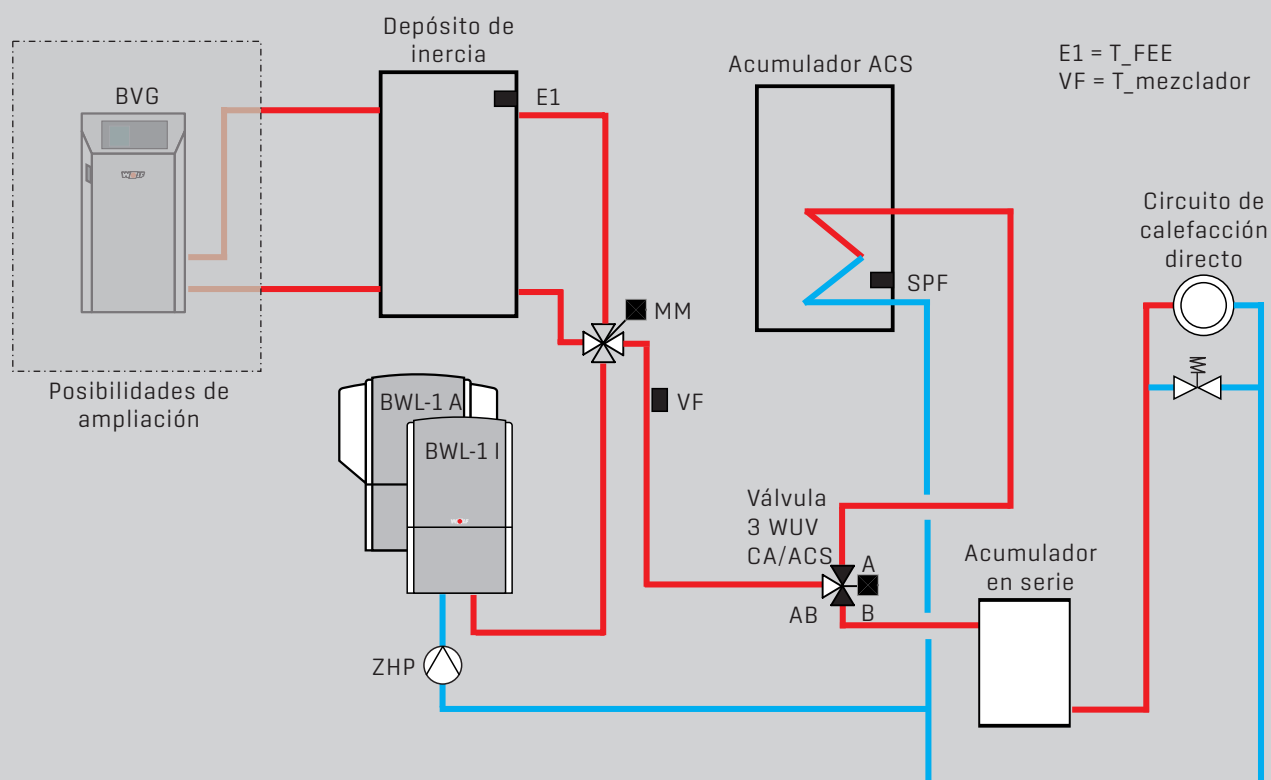 Depósito de
inercia
E1 = T_FEE
VF = T_mezclador
Acumulador ACS
BVG
E1
Circuito de
calefacción
directo
SPF
MM
Posibilidades de
ampliación
BWL-1 A
VF
BWL-1 I
Válvula
3 WUV
CA/ACS
A
Acumulador
en serie
AB
B
ZHP